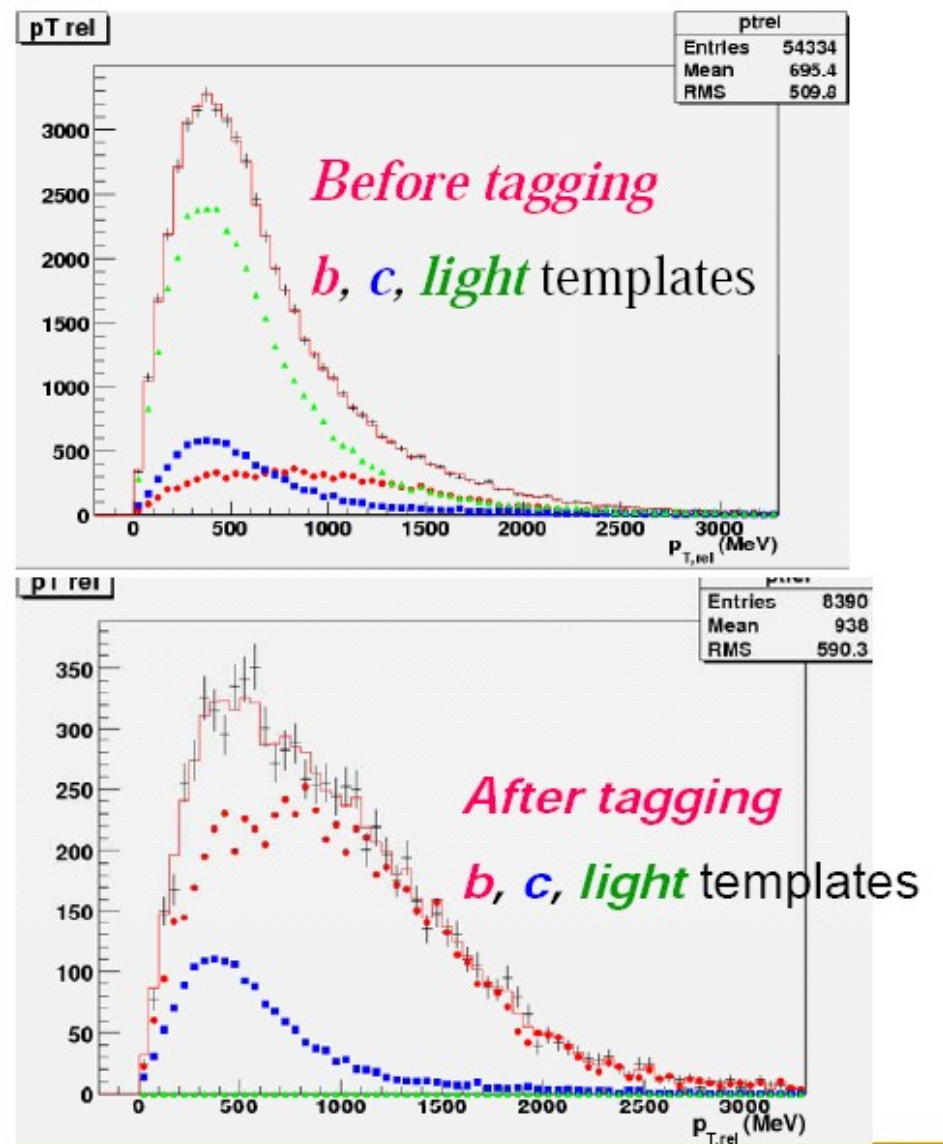 pT rel
ptrel
Entries 54334
Mean 695.4
RMS 509.8
Before tagging
b, c, light templates
3000
2500
2000
1500
1000
500
0
0 500 1000 1500 2000 2500 3000
pT,rel (MeV)
pT rel
ptrel
Entries 8390
Mean 938
RMS 590.3
After tagging
b, c, light templates
350
300
250
200
150
100
50
0
0 500 1000 1500 2000 2500 3000
pT,rel (MeV)